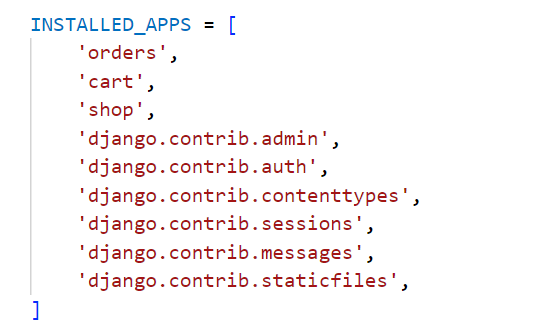 INSTALLED_APPS = [
    'orders',
    'cart',
    'shop',
    'django.contrib.admin',
    'django.contrib.auth',
    'django.contrib.contenttypes',
    'django.contrib.sessions',
    'django.contrib.messages',
    'django.contrib.staticfiles',
]